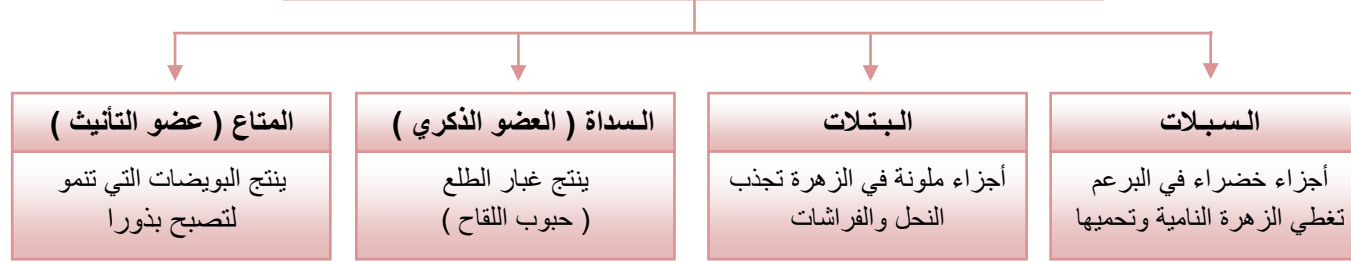 السبلات
أجزاء خضراء في البرعم
تغطي الزهرة النامية وتحميها
البتلات
أجزاء ملونة في الزهرة تجذب
النحل والفراشات
السداة ( العضو الذكري )
ينتج غبار الطلع
( حبوب اللقاح )
المتاع ( عضو التأنيث )
ينتج البويضات التي تنمو
لتصبح بذورا